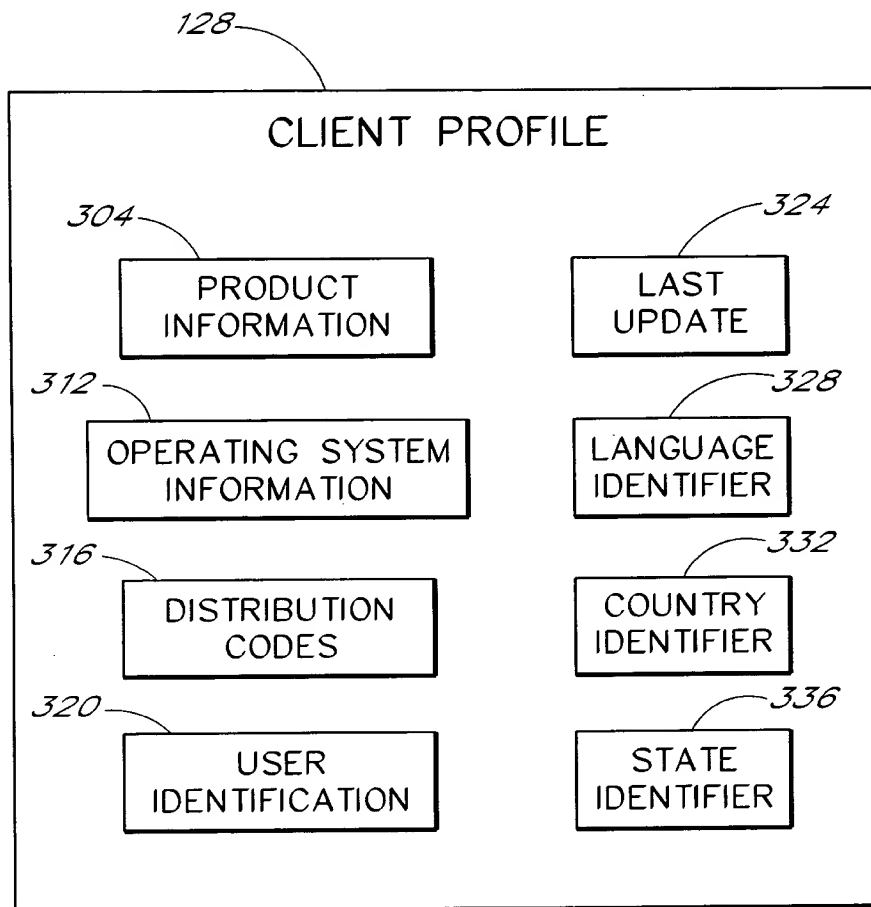 128
CLIENT PROFILE
304
PRODUCT
INFORMATION
324
LAST
UPDATE
312
OPERATING SYSTEM
INFORMATION
328
LANGUAGE
IDENTIFIER
316
DISTRIBUTION
CODES
332
COUNTRY
IDENTIFIER
320
USER
IDENTIFICATION
336
STATE
IDENTIFIER